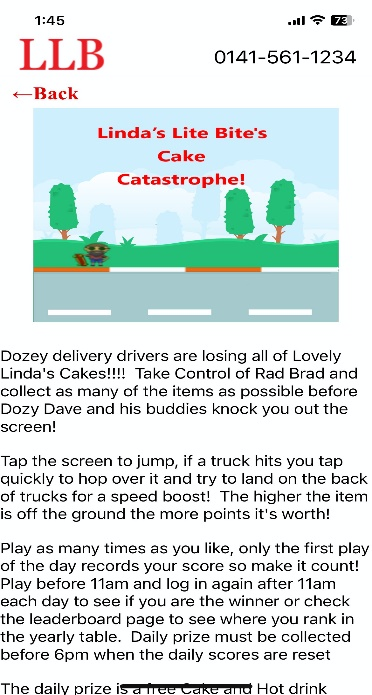 1:45
73
LLB
0141-561-1234
←Back
Linda's Lite Bite's
Cake
Catastrophe!
Dozey delivery drivers are losing all of Lovely
Linda's Cakes!!!!  Take Control of Rad Brad and
collect as many of the items as possible before
Dozy Dave and his buddies knock you out the
screen!
Tap the screen to jump, if a truck hits you tap
quickly to hop over it and try to land on the back
of trucks for a speed boost!  The higher the item
is off the ground the more points it's worth!
Play as many times as you like, only the first play
of the day records your score so make it count!
Play before 11am and log in again after 11am
each day to see if you are the winner or check
the leaderboard page to see where you rank in
the yearly table.  Daily prize must be collected
before 6pm when the daily scores are reset
The daily prize is a free Cake and Hot drink